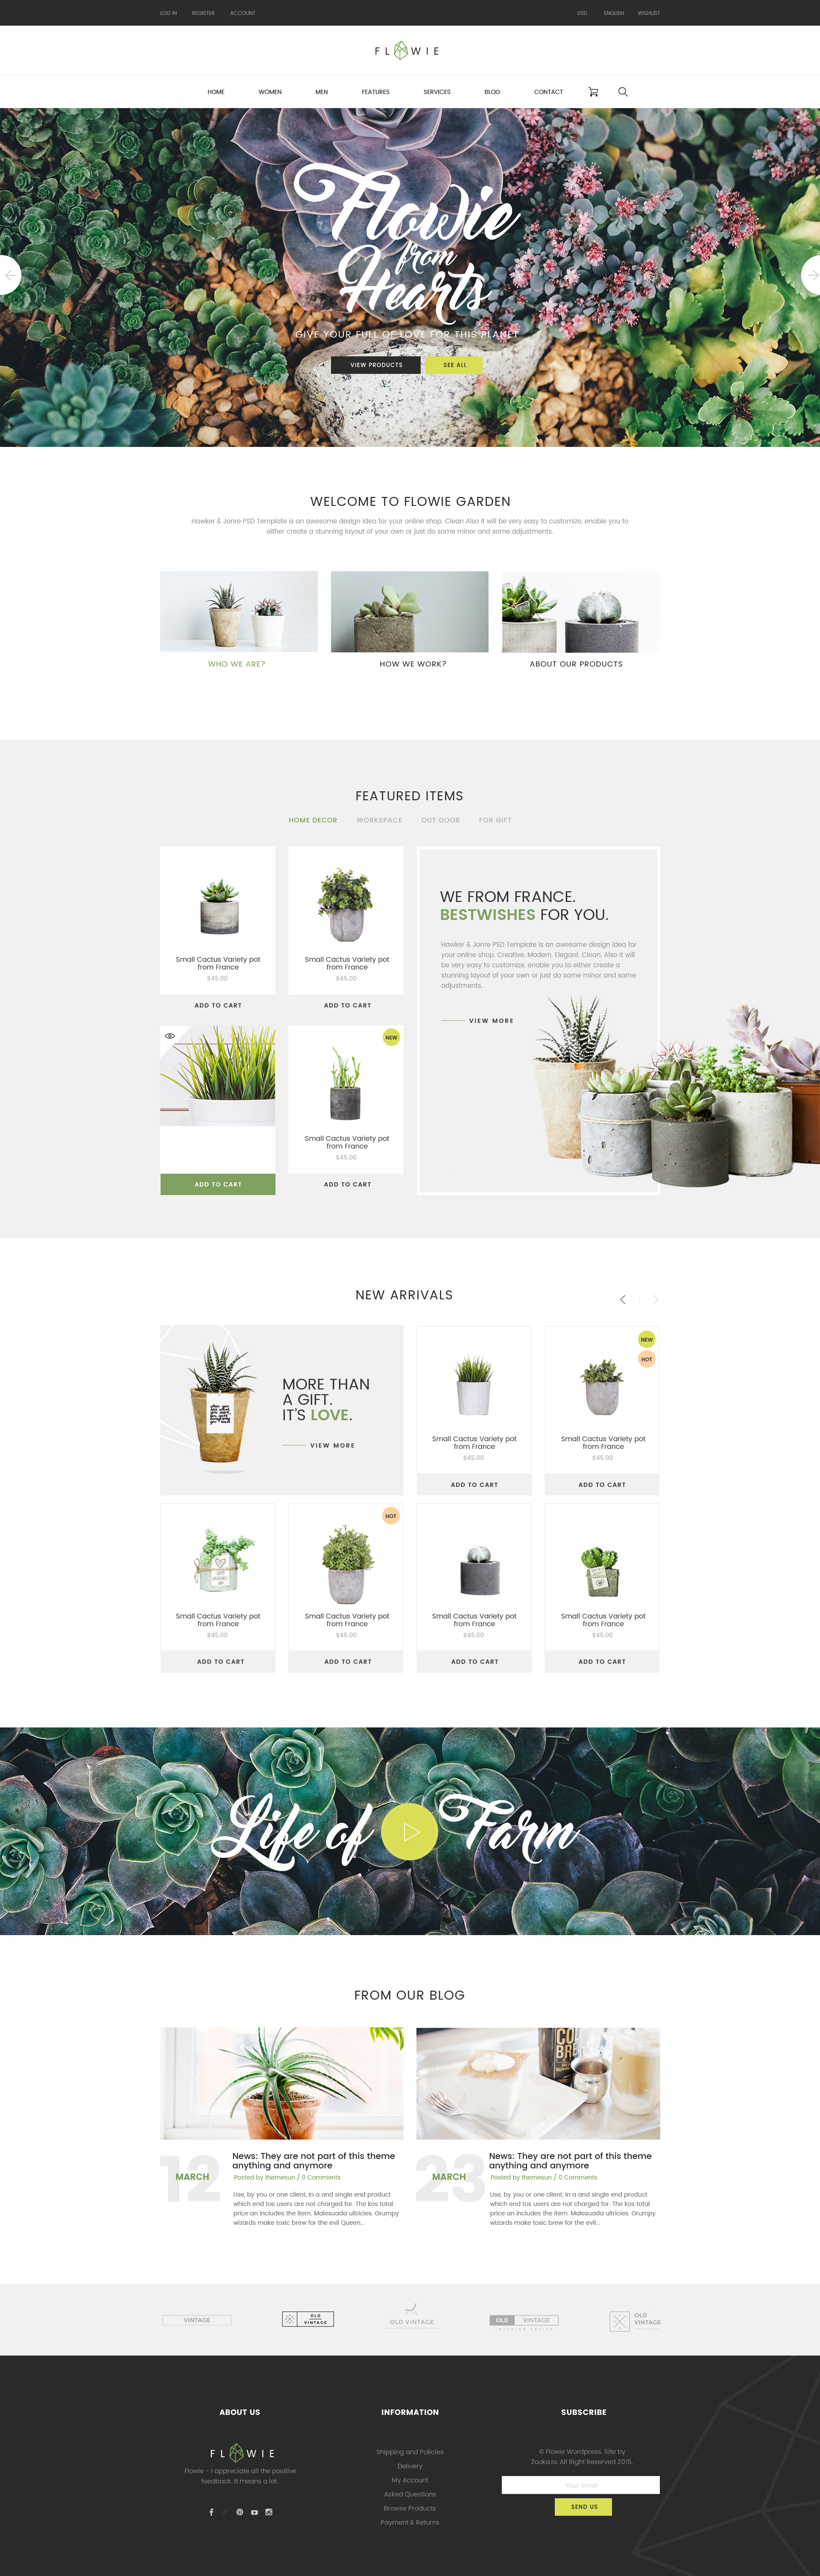 LOG IN REGISTER ACCOUNT USD ENGLISH WISHLIST
FLOWIE
HOME WOMEN MEN FEATURES SERVICES BLOG CONTACT
Flowie
from
Hearts
GIVE YOUR FULL OF LOVE FOR THIS PLANET
VIEW PRODUCTS SEE ALL
WELCOME TO FLOWIE GARDEN
Hawker & Jonre PSD Template is an awesome design idea for your online shop. Clean Also it will be very easy to customize, enable you to
either create a stunning layout of your own or just do some minor and some adjustments.
WHO WE ARE? HOW WE WORK? ABOUT OUR PRODUCTS
FEATURED ITEMS
HOME DECOR WORKSPACE OUT DOOR FOR GIFT
Small Cactus Variety pot
from France
$45.00
ADD TO CART
Small Cactus Variety pot
from France
$45.00
ADD TO CART
ADD TO CART
NEW
Small Cactus Variety pot
from France
$45.00
ADD TO CART
WE FROM FRANCE.
BESTWISHES FOR YOU.
Hawker & Jonre PSD Template is an awesome design idea for
your online shop. Creative. Modern. Elegant. Clean. Also it will
be very easy to customize, enable you to either create a
stunning layout of your own or just do some minor and some
adjustments.
VIEW MORE
NEW ARRIVALS
MORE THAN
A GIFT.
IT'S LOVE.
VIEW MORE
Small Cactus Variety pot
from France
$45.00
ADD TO CART
NEW
HOT
Small Cactus Variety pot
from France
$45.00
ADD TO CART
Small Cactus Variety pot
from France
$45.00
ADD TO CART
HOT
Small Cactus Variety pot
from France
$45.00
ADD TO CART
Small Cactus Variety pot
from France
$45.00
ADD TO CART
Small Cactus Variety pot
from France
$45.00
ADD TO CART
Life of Farm
FROM OUR BLOG
12 MARCH
News: They are not part of this theme
anything and anymore
Posted by themesun / 0 Comments
Use, by you or one client, in a and single end product
which end tos users are not charged for. The kos total
price an includes the item. Malesuada ultricies. Grumpy
wizards make toxic brew for the evil Queen...
23 MARCH
News: They are not part of this theme
anything and anymore
Posted by themesun / 0 Comments
Use, by you or one client, in a and single end product
which end tos users are not charged for. The kos total
price an includes the item. Malesuada ultricies. Grumpy
wizards make toxic brew for the evil...
VINTAGE
OLD
VINTAGE
OLD VINTAGE
OLD VINTAGE
INTERIOR DESIGN
OLD
VINTAGE
ABOUT US
FLOWIE
Flowie - I appreciate all the positive
feedback. It means a lot.
INFORMATION
Shipping and Policies
Delivery
My Account
Asked Questions
Browse Products
Payment & Returns
SUBSCRIBE
© Flowie Wordpress. Site by
Zooka.io. All Right Reserved 2015.
Your email
SEND US